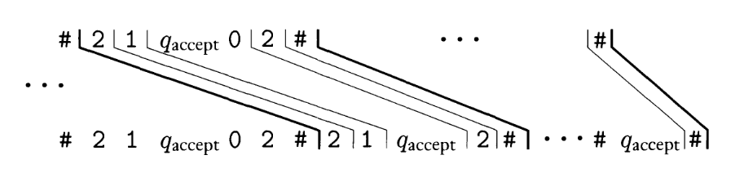 # 2 1 qaccept 0 2 # ··· #
···
# 2 1 qaccept 0 2 # 2 1 qaccept 2 # ··· # qaccept #